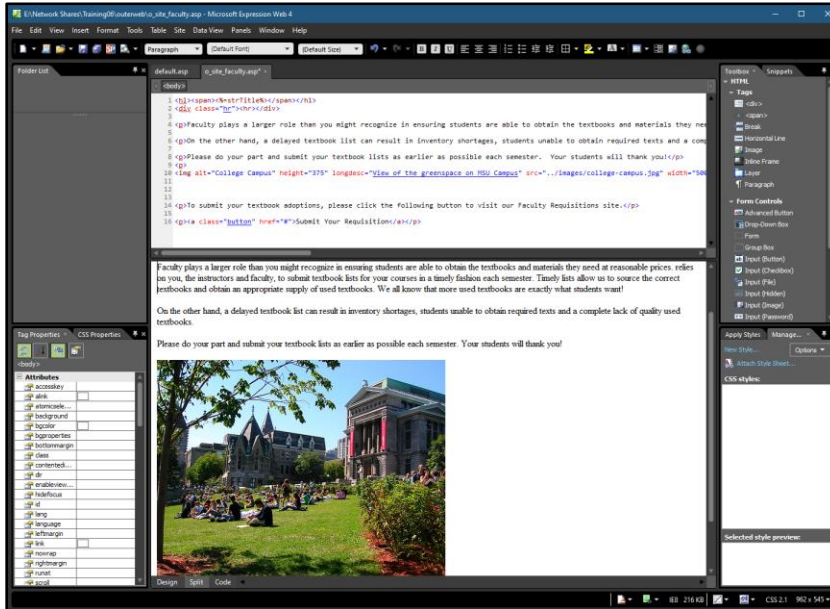 E:\Network Shares\Training08\outerweb\o_site_faculty.asp - Microsoft Expression Web 4
File Edit View Insert Format Tools Table Site Data View Panels Window Help
Paragraph (Default Font) (Default Size) B I U
Folder List
default.asp o_site_faculty.asp*
<body>
1 <h1><span><%=strTitle%></span></h1>
2 <div class="hr"><hr></div>
3
4 <p>Faculty plays a larger role than you might recognize in ensuring students are able to obtain the textbooks and materials they nee
5
6 <p>On the other hand, a delayed textbook list can result in inventory shortages, students unable to obtain required texts and a comp
7
8 <p>Please do your part and submit your textbook lists as earlier as possible each semester.  Your students will thank you!</p>
9 <p>
10 <img alt="College Campus" height="375" longdesc="View of the greenspace on MSU Campus" src="../images/college-campus.jpg" width="500
11
12
13
14 <p>To submit your textbook adoptions, please click the following button to visit our Faculty Requisitions site.</p>
15
16 <p><a class="button" href="#">Submit Your Requisition</a></p>
Faculty plays a larger role than you might recognize in ensuring students are able to obtain the textbooks and materials they need at reasonable prices. relies
on you, the instructors and faculty, to submit textbook lists for your courses in a timely fashion each semester. Timely lists allow us to source the correct
textbooks and obtain an appropriate supply of used textbooks. We all know that more used textbooks are exactly what students want!
On the other hand, a delayed textbook list can result in inventory shortages, students unable to obtain required texts and a complete lack of quality used
textbooks.
Please do your part and submit your textbook lists as earlier as possible each semester. Your students will thank you!
Design Split Code
Toolbox Snippets
HTML
Tags
<div>
<span>
Break
Horizontal Line
Image
Inline Frame
Layer
Paragraph
Form Controls
Advanced Button
Drop-Down Box
Form
Group Box
Input (Button)
Input (Checkbox)
Input (File)
Input (Hidden)
Input (Image)
Input (Password)
Tag Properties CSS Properties
<body>
Attributes
accesskey
alink
atomicsele...
background
bgcolor
bgproperties
bottommargin
class
contentedi...
dir
enableview...
hidefocus
id
lang
language
leftmargin
link
nowrap
rightmargin
runat
scroll
Apply Styles Manage...
New Style... Options
Attach Style Sheet...
CSS styles:
Selected style preview:
IE8 216 KB CSS 2.1 962 x 545